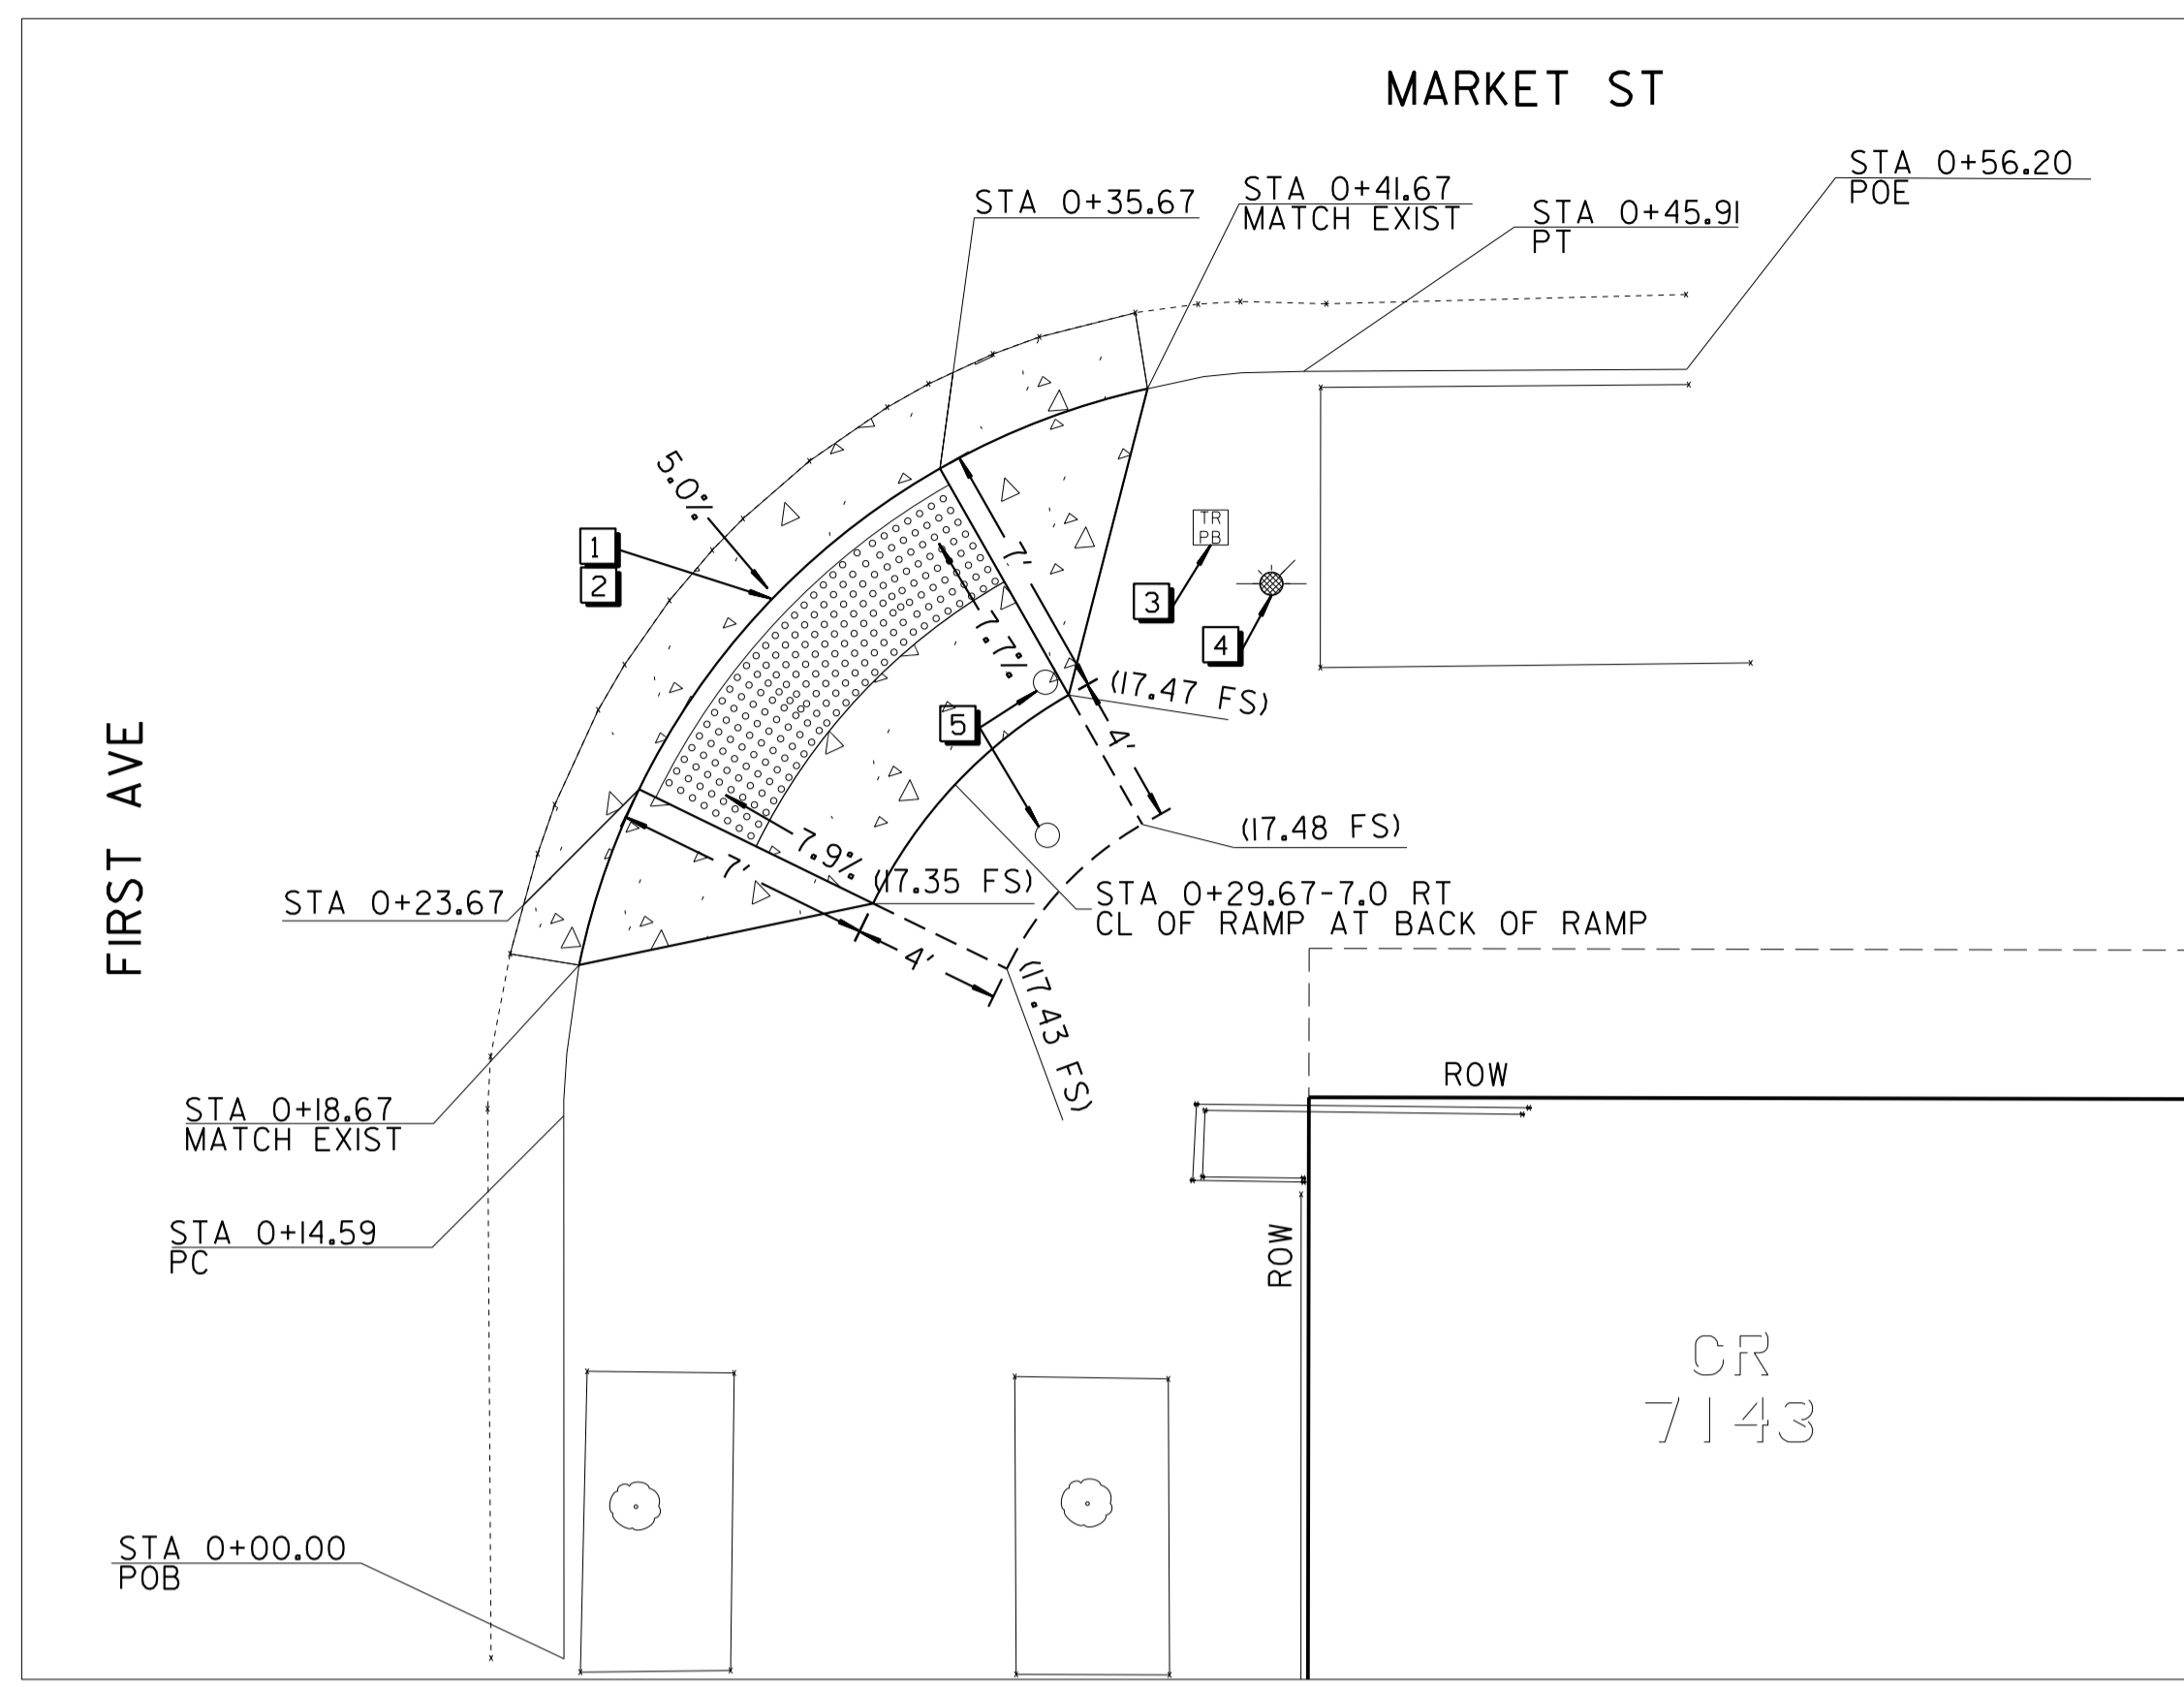 MARKET ST
STA 0+56.20
POE
STA 0+41.67
MATCH EXIST
STA 0+35.67
STA 0+45.91
PT
5.0%
1
2
7'
TR
PB
3
4
7.7%
(17.47 FS)
5
4'
FIRST AVE
(17.48 FS)
7.9%
7'
(17.35 FS)
STA 0+23.67
STA 0+29.67-7.0 RT
CL OF RAMP AT BACK OF RAMP
4'
(17.43 FS)
ROW
STA 0+18.67
MATCH EXIST
STA 0+14.59
PC
ROW
CR
7143
STA 0+00.00
POB